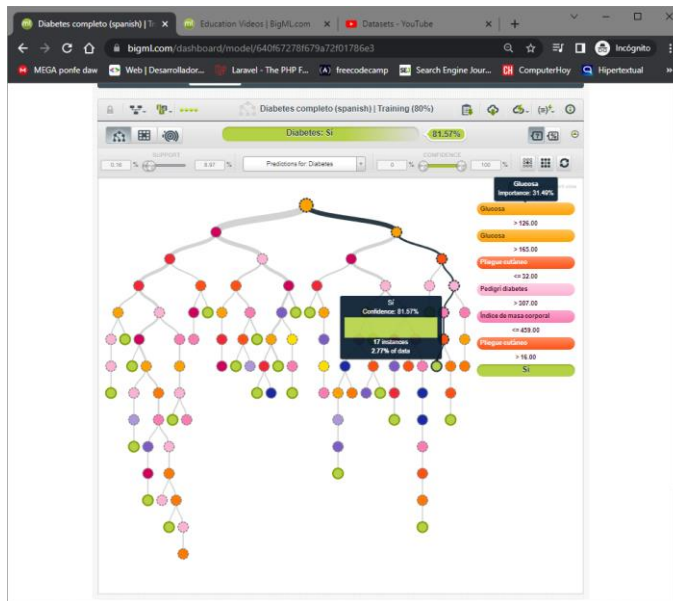 Diabetes completo (spanish) | Tr
Education Videos | BigML.com
Datasets - YouTube
bigml.com/dashboard/model/640f67278f679a72f01786e3
Incógnito
MEGA ponfe daw
Web | Desarrollador...
Laravel - The PHP F...
freecodecamp
Search Engine Jour...
ComputerHoy
Hipertextual
Diabetes completo (spanish) | Training (80%)
Diabetes: Sí
81.57%
SUPPORT
0.16 %
8.97 %
Predictions for: Diabetes
CONFIDENCE
0 %
100 %
Glucosa
Importance: 31.48%
Glucosa
> 126.00
Glucosa
> 165.00
Pliegue cutáneo
<= 32.00
Pedigrí diabetes
> 307.00
Índice de masa corporal
<= 459.00
Pliegue cutáneo
> 16.00
Sí
Sí
Confidence: 81.57%
17 instances
2.77% of data